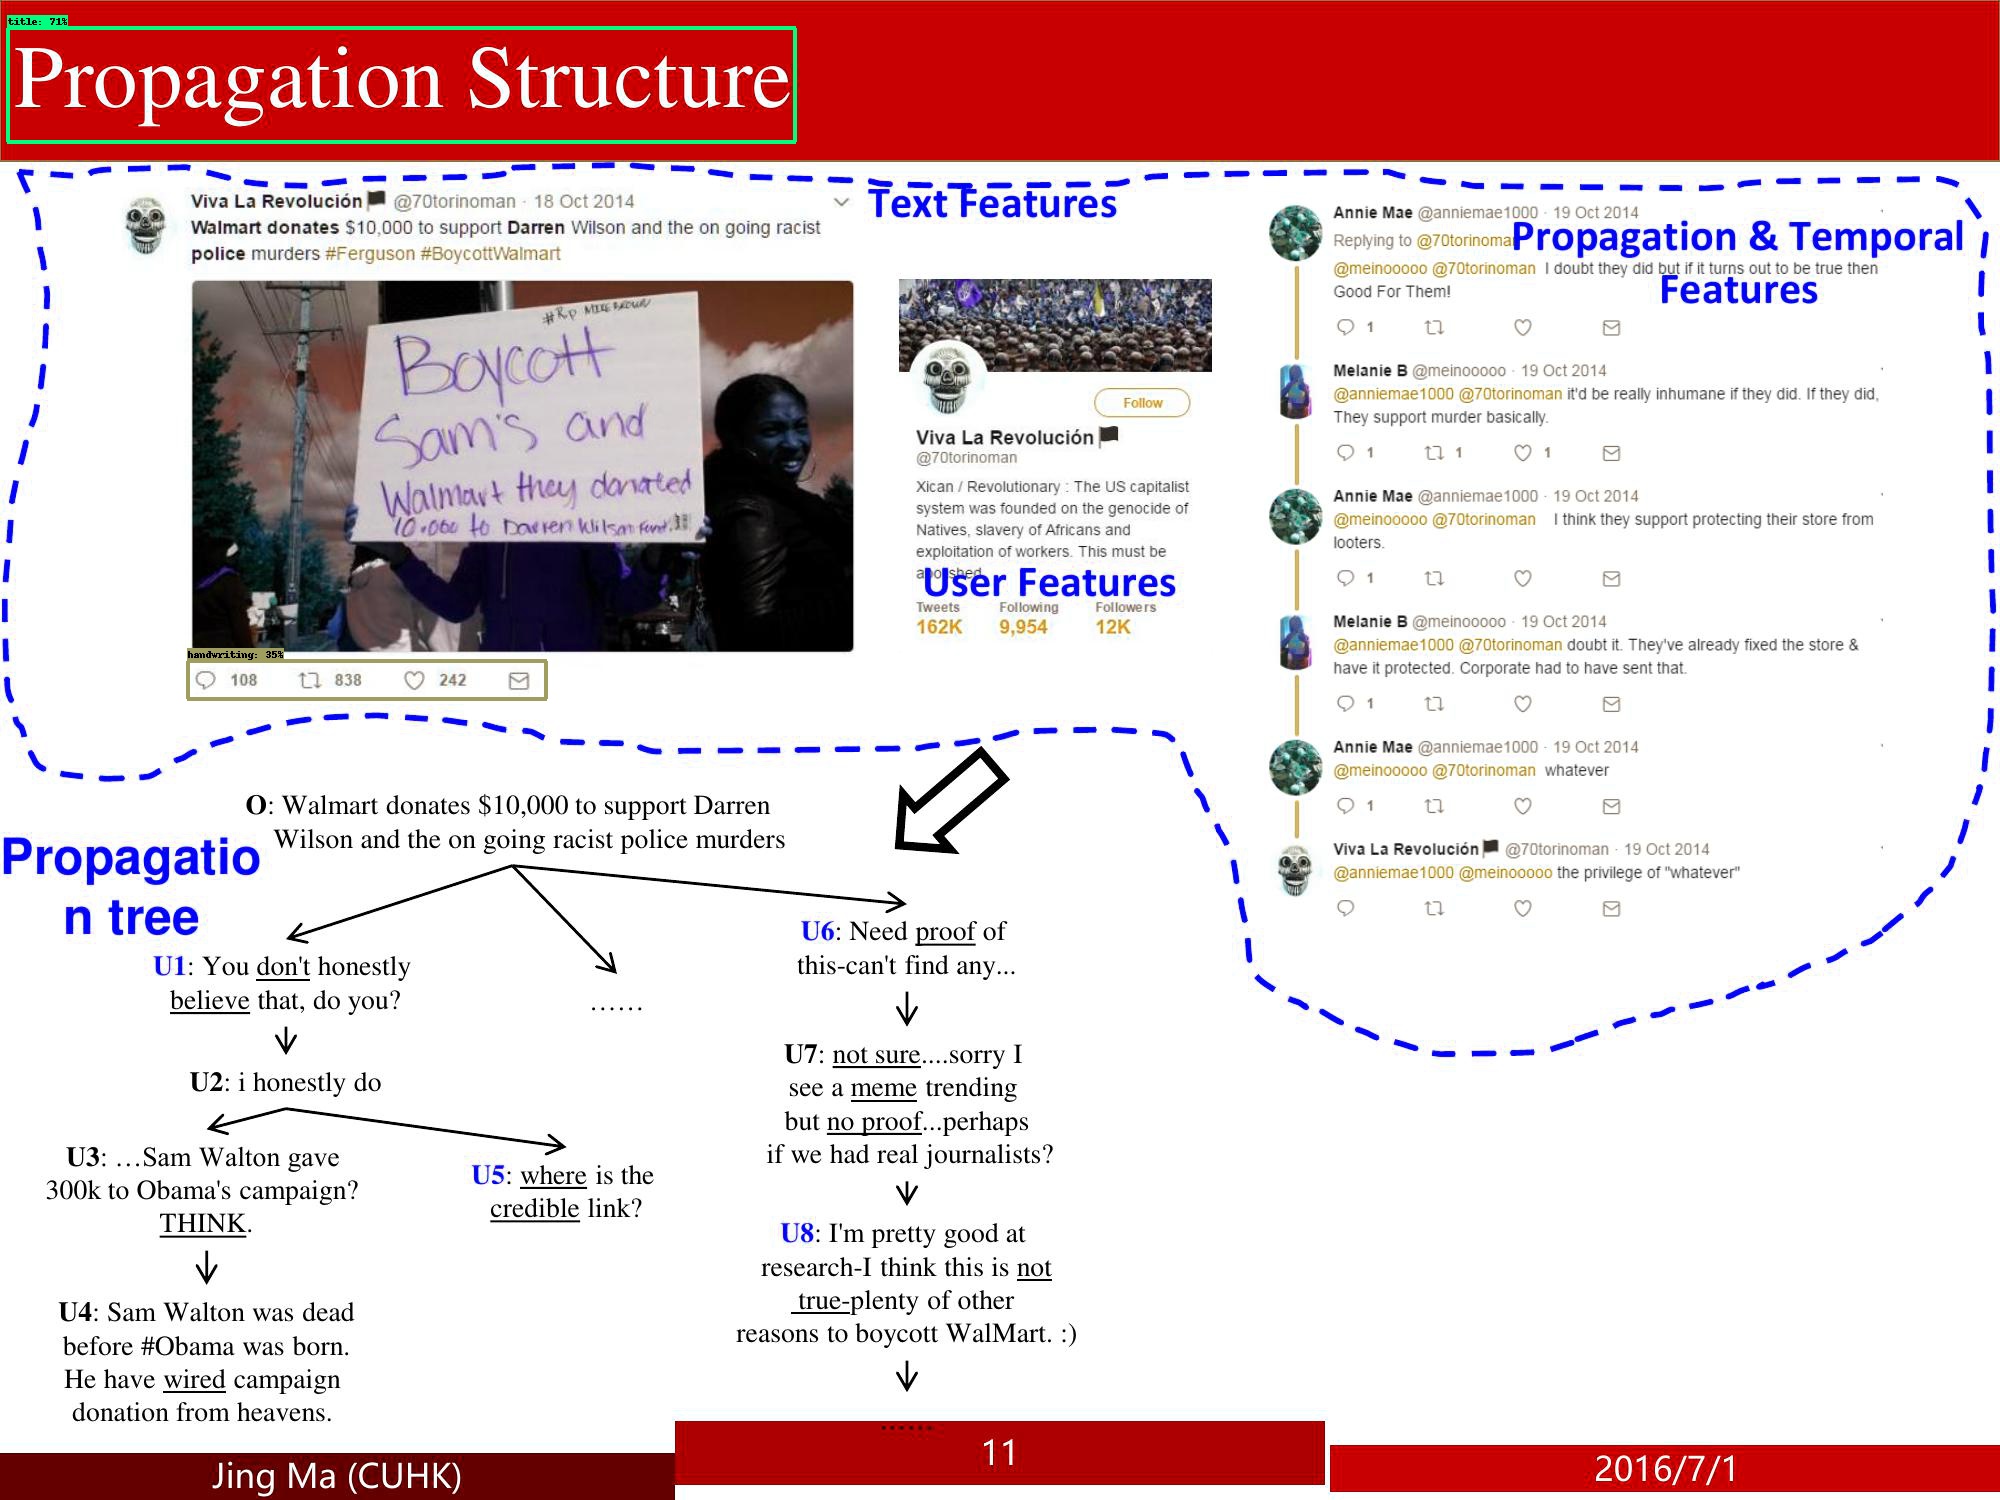 title: 71%
Propagation Structure
Viva La Revolución @70torinoman · 18 Oct 2014
Walmart donates $10,000 to support Darren Wilson and the on going racist
police murders #Ferguson #BoycottWalmart
#Rip MIKE BROWN
Boycott
Sam's and
Walmart they donated
10.000 to Darren Wilson Fund.
handwriting: 35%
108 838 242
Text Features
Follow
Viva La Revolución
@70torinoman
Xican / Revolutionary : The US capitalist
system was founded on the genocide of
Natives, slavery of Africans and
exploitation of workers. This must be
User Features
Tweets Following Followers
162K 9,954 12K
Annie Mae @anniemae1000 · 19 Oct 2014
Replying to @70torinoma
Propagation & Temporal
Features
@meinooooo @70torinoman I doubt they did but if it turns out to be true then
Good For Them!
1
Melanie B @meinooooo · 19 Oct 2014
@anniemae1000 @70torinoman it'd be really inhumane if they did. If they did,
They support murder basically.
1 1 1
Annie Mae @anniemae1000 · 19 Oct 2014
@meinooooo @70torinoman I think they support protecting their store from
looters.
1
Melanie B @meinooooo · 19 Oct 2014
@anniemae1000 @70torinoman doubt it. They've already fixed the store &
have it protected. Corporate had to have sent that.
1
Annie Mae @anniemae1000 · 19 Oct 2014
@meinooooo @70torinoman whatever
1
Viva La Revolución @70torinoman · 19 Oct 2014
@anniemae1000 @meinooooo the privilege of "whatever"
Propagatio
n tree
O: Walmart donates $10,000 to support Darren
Wilson and the on going racist police murders
U1: You don't honestly
believe that, do you?
……
U2: i honestly do
U3: …Sam Walton gave
300k to Obama's campaign?
THINK.
U5: where is the
credible link?
U4: Sam Walton was dead
before #Obama was born.
He have wired campaign
donation from heavens.
U6: Need proof of
this-can't find any...
U7: not sure....sorry I
see a meme trending
but no proof...perhaps
if we had real journalists?
U8: I'm pretty good at
research-I think this is not
true-plenty of other
reasons to boycott WalMart. :)
……
Jing Ma (CUHK)
11
2016/7/1